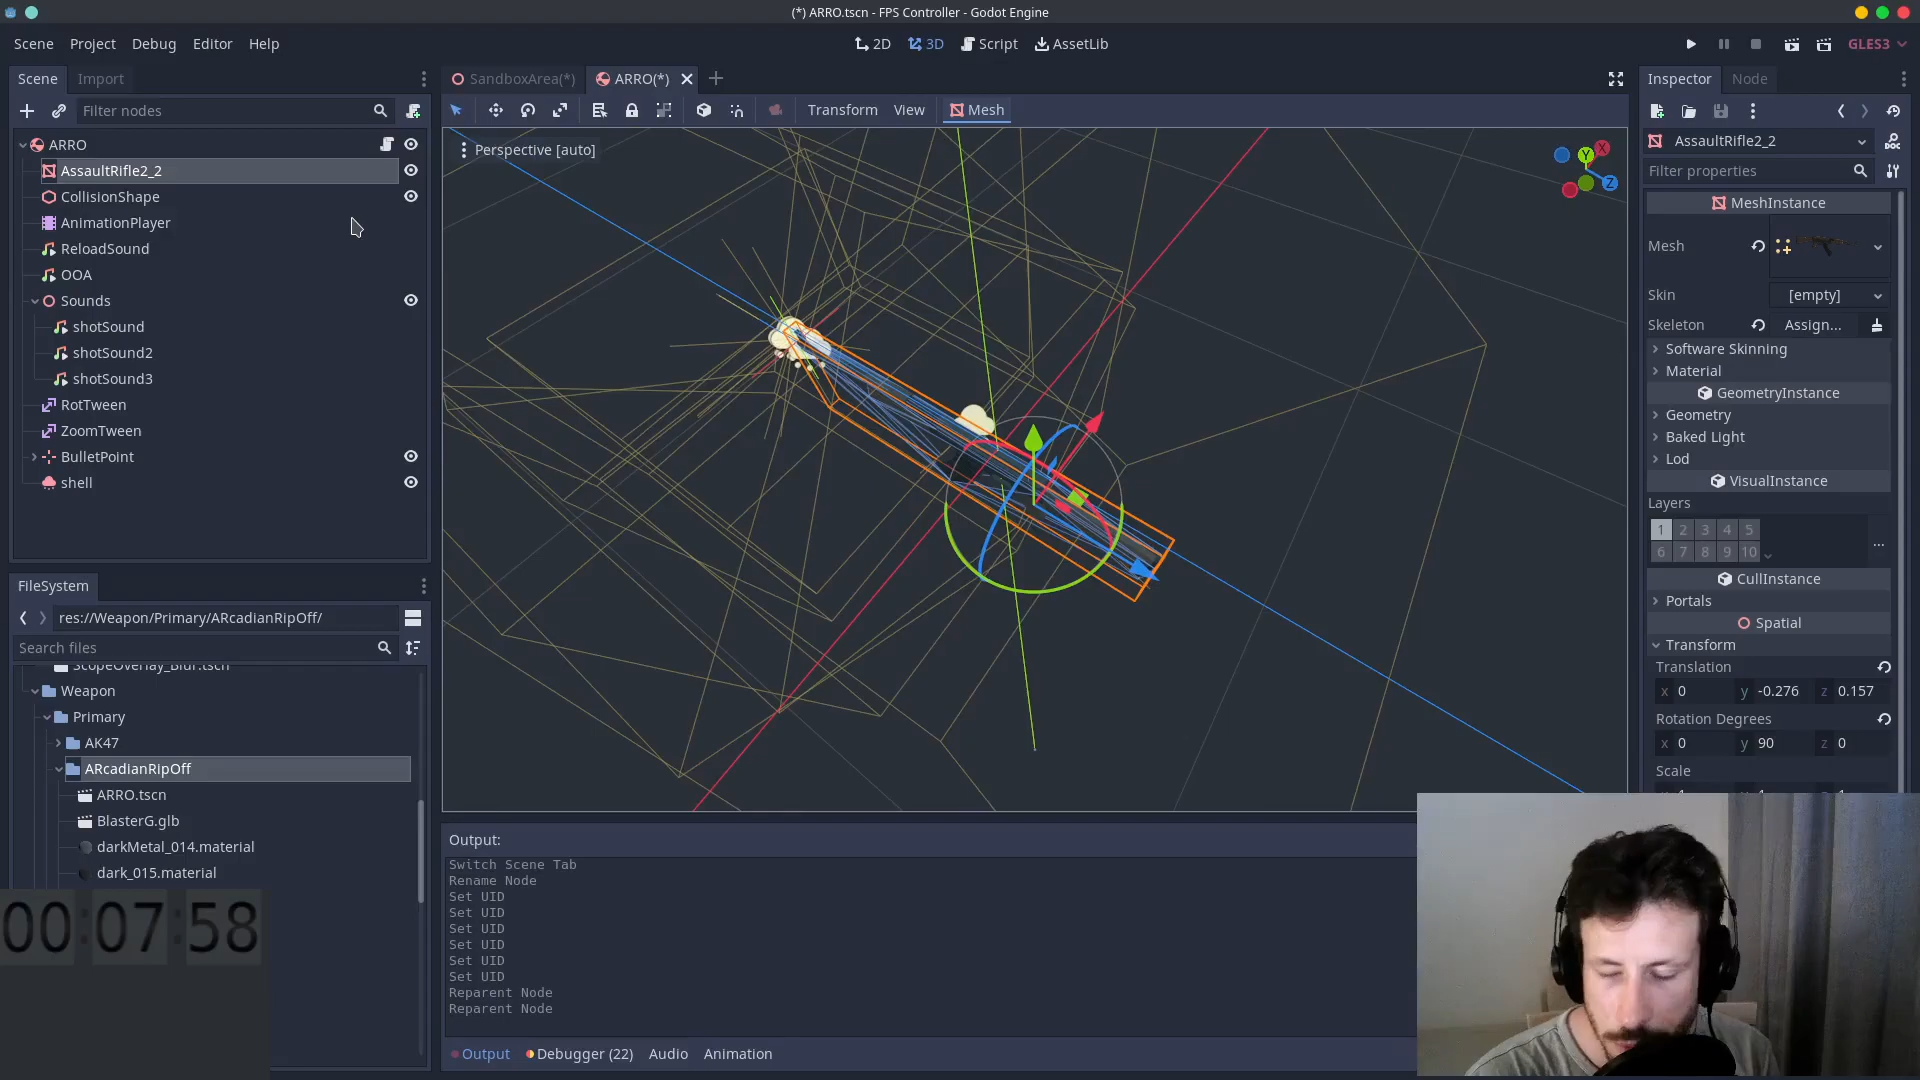 (*) ARRO.tscn - FPS Controller - Godot Engine
Scene Project Debug Editor Help
2D 3D Script AssetLib
GLES3
Scene Import
SandboxArea(*) ARRO(*)
Inspector Node
Filter nodes
Transform View Mesh
ARRO
AssaultRifle2_2
CollisionShape
AnimationPlayer
ReloadSound
OOA
Sounds
shotSound
shotSound2
shotSound3
RotTween
ZoomTween
BulletPoint
shell
Perspective [auto]
Y X Z
AssaultRifle2_2
Filter properties
MeshInstance
Mesh
Skin [empty]
Skeleton Assign...
Software Skinning
Material
GeometryInstance
Geometry
Baked Light
Lod
VisualInstance
Layers
1 2 3 4 5
6 7 8 9 10
...
CullInstance
Portals
Spatial
Transform
Translation
x 0 y -0.276 z 0.157
Rotation Degrees
x 0 y 90 z 0
Scale
FileSystem
res://Weapon/Primary/ARcadianRipOff/
Search files
ScopeOverlay_Blur.tscn
Weapon
Primary
AK47
ARcadianRipOff
ARRO.tscn
BlasterG.glb
darkMetal_014.material
dark_015.material
00:07:58
Output:
Switch Scene Tab
Rename Node
Set UID
Set UID
Set UID
Set UID
Set UID
Set UID
Reparent Node
Reparent Node
Output Debugger (22) Audio Animation